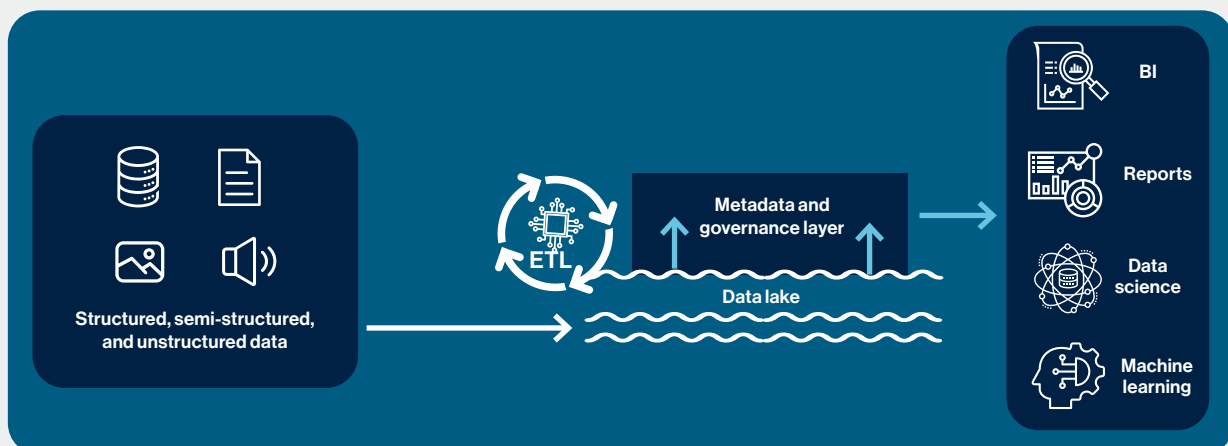 Structured, semi-structured,
and unstructured data
ETL
Metadata and
governance layer
Data lake
BI
Reports
Data
science
Machine
learning